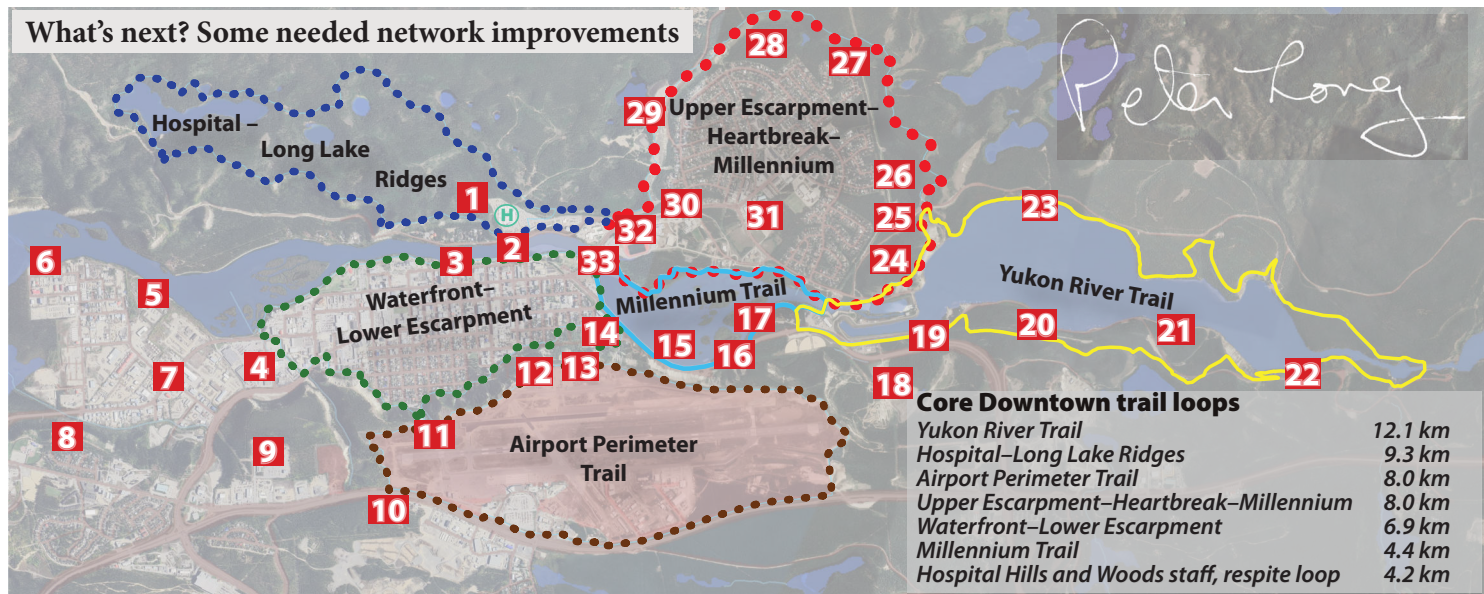 What's next? Some needed network improvements
Peter Long
28
27
29
Upper Escarpment–
Heartbreak–
Millennium
Hospital –
Long Lake
Ridges
1
H
2
30
31
26
25
24
23
32
33
3
6
5
Waterfront–
Lower Escarpment
Millennium Trail
Yukon River Trail
4
7
14
15
16
17
12
13
19
20
21
22
18
8
9
11
10
Airport Perimeter
Trail
Core Downtown trail loops
Yukon River Trail 12.1 km
Hospital–Long Lake Ridges 9.3 km
Airport Perimeter Trail 8.0 km
Upper Escarpment–Heartbreak–Millennium 8.0 km
Waterfront–Lower Escarpment 6.9 km
Millennium Trail 4.4 km
Hospital Hills and Woods staff, respite loop 4.2 km